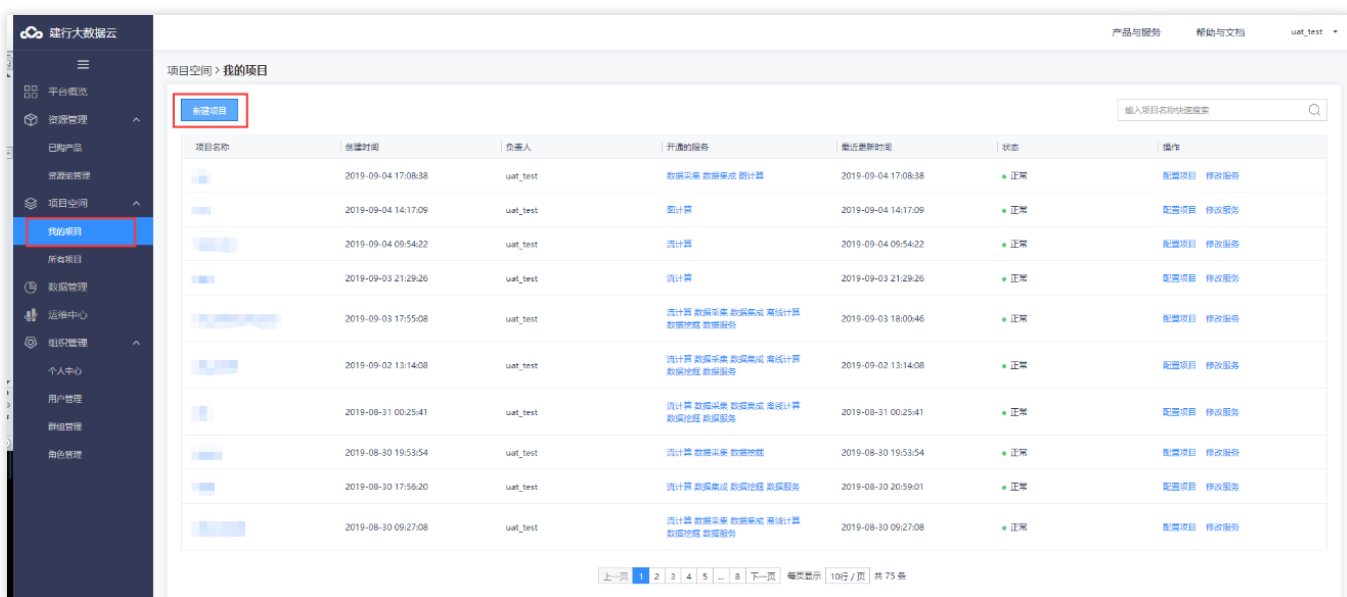 建行大数据云
产品与服务 帮助与文档 uat_test
平台概览
资源管理
已购产品
资源组管理
项目空间
我的项目
所有项目
数据管理
运维中心
组织管理
个人中心
用户管理
群组管理
角色管理
项目空间 > 我的项目
新建项目
输入项目名称快速搜索
项目名称 创建时间 负责人 开通的服务 最近更新时间 状态 操作
2019-09-04 17:08:38 uat_test 数据采集 数据集成 图计算 2019-09-04 17:08:38 正常 配置项目 修改服务
2019-09-04 14:17:09 uat_test 图计算 2019-09-04 14:17:09 正常 配置项目 修改服务
2019-09-04 09:54:22 uat_test 流计算 2019-09-04 09:54:22 正常 配置项目 修改服务
2019-09-03 21:29:26 uat_test 流计算 2019-09-03 21:29:26 正常 配置项目 修改服务
2019-09-03 17:55:08 uat_test 流计算 数据采集 数据集成 离线计算 2019-09-03 18:00:46 正常 配置项目 修改服务
数据挖掘 数据服务
2019-09-02 13:14:08 uat_test 流计算 数据采集 数据集成 离线计算 2019-09-02 13:14:08 正常 配置项目 修改服务
数据挖掘 数据服务
2019-08-31 00:25:41 uat_test 流计算 数据采集 数据集成 离线计算 2019-08-31 00:25:41 正常 配置项目 修改服务
数据挖掘 数据服务
2019-08-30 19:53:54 uat_test 流计算 数据采集 数据挖掘 2019-08-30 19:53:54 正常 配置项目 修改服务
2019-08-30 17:56:20 uat_test 流计算 数据集成 数据挖掘 数据服务 2019-08-30 20:59:01 正常 配置项目 修改服务
2019-08-30 09:27:08 uat_test 流计算 数据采集 数据集成 离线计算 2019-08-30 09:27:08 正常 配置项目 修改服务
数据挖掘 数据服务
上一页 1 2 3 4 5 ... 8 下一页 每页显示 10行 / 页 共 75 条